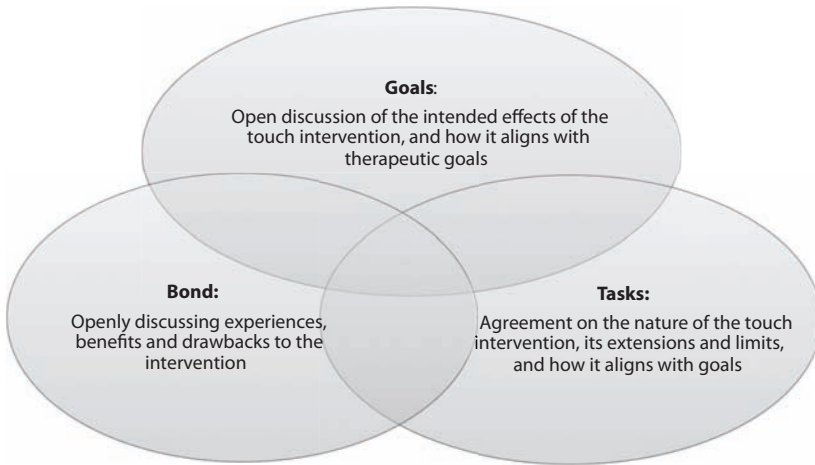 Goals:
Open discussion of the intended effects of the
touch intervention, and how it aligns with
therapeutic goals
Bond:
Openly discussing experiences,
benefits and drawbacks to the
intervention
Tasks:
Agreement on the nature of the touch
intervention, its extensions and limits,
and how it aligns with goals